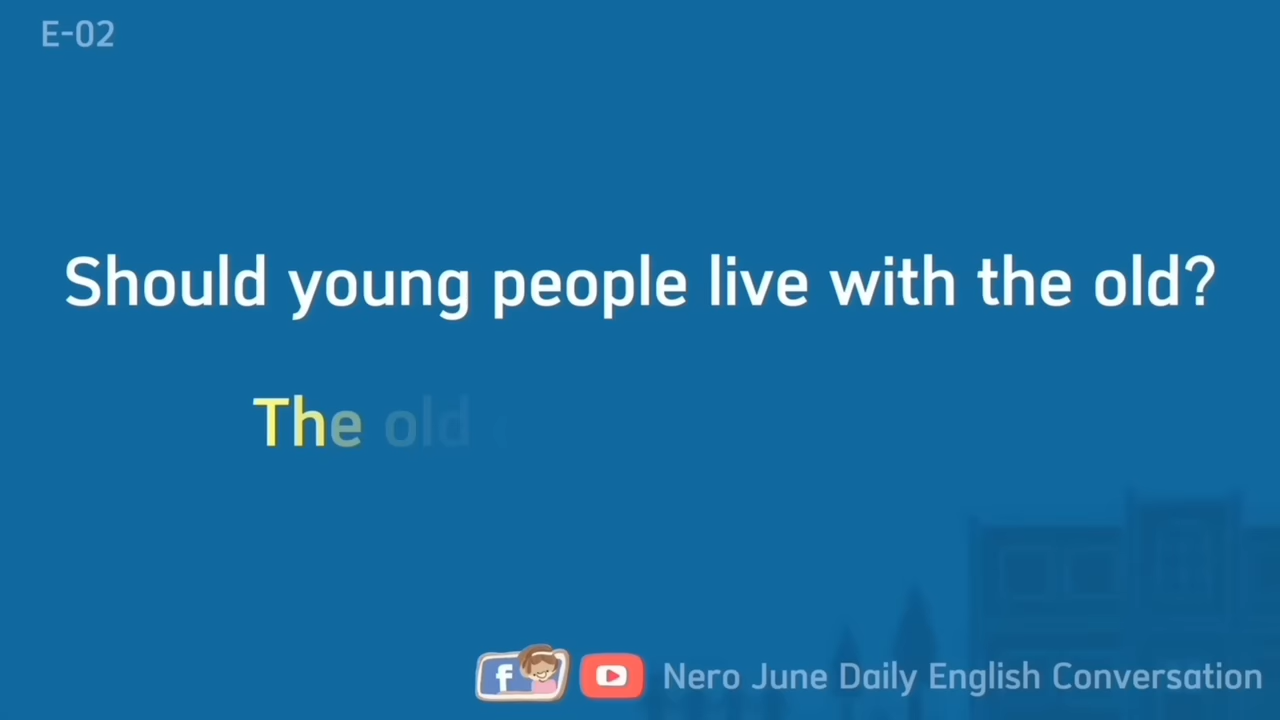 E-02
Should young people live with the old?
The old
Nero June Daily English Conversation